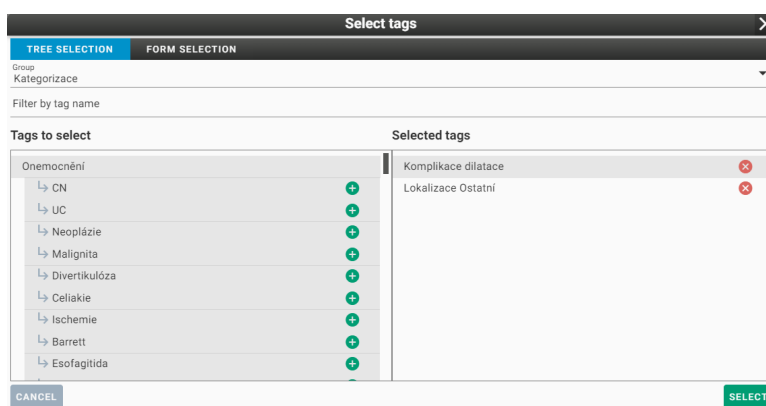 Select tags
TREE SELECTION FORM SELECTION
Group
Kategorizace
Filter by tag name
Tags to select
Onemocnění
CN
UC
Neoplázie
Malignita
Divertikulóza
Celiakie
Ischemie
Barrett
Esofagitida
Selected tags
Komplikace dilatace
Lokalizace Ostatní
CANCEL
SELECT